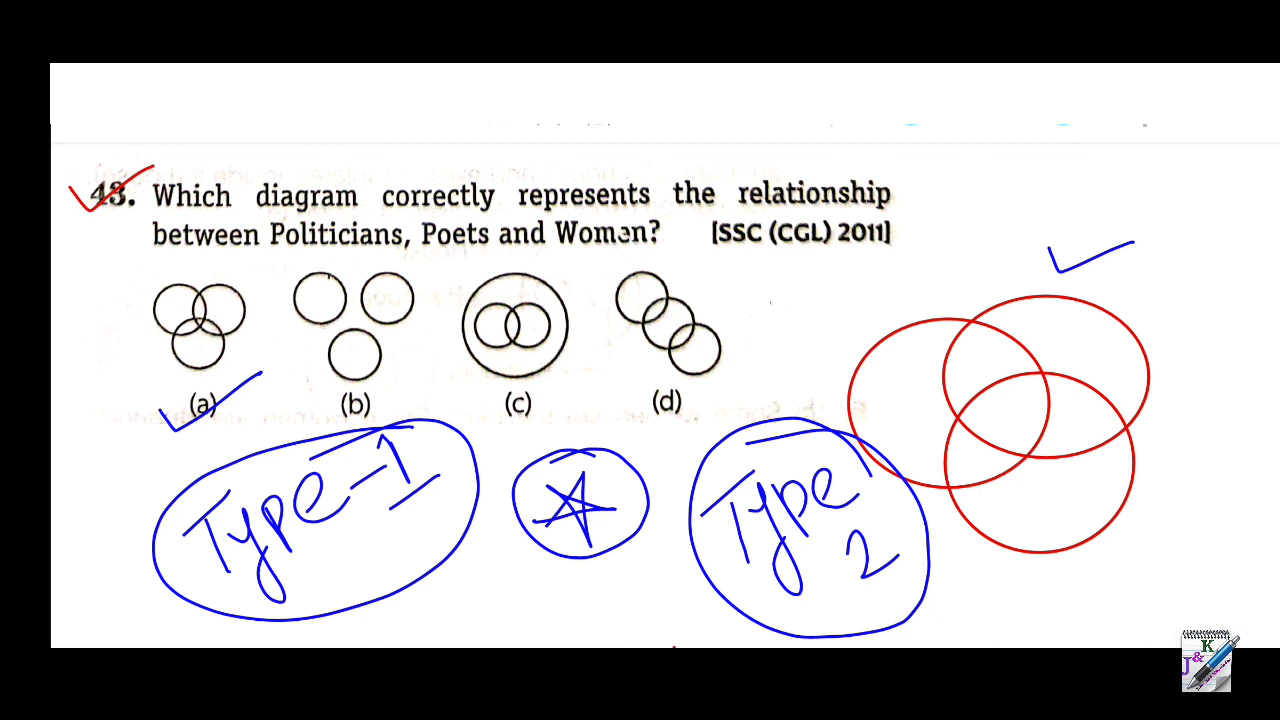 48. Which diagram correctly represents the relationship
between Politicians, Poets and Women? [SSC (CGL) 2011]
(a) (b) (c) (d)
Type-1 Type
2
J&K